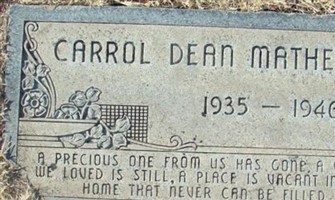 CARROL DEAN MATHE
1935 — 1946
A PRECIOUS ONE FROM US HAS GONE, A
WE LOVED IS STILL, A PLACE IS VACANT IN
HOME THAT NEVER CAN BE FILLED